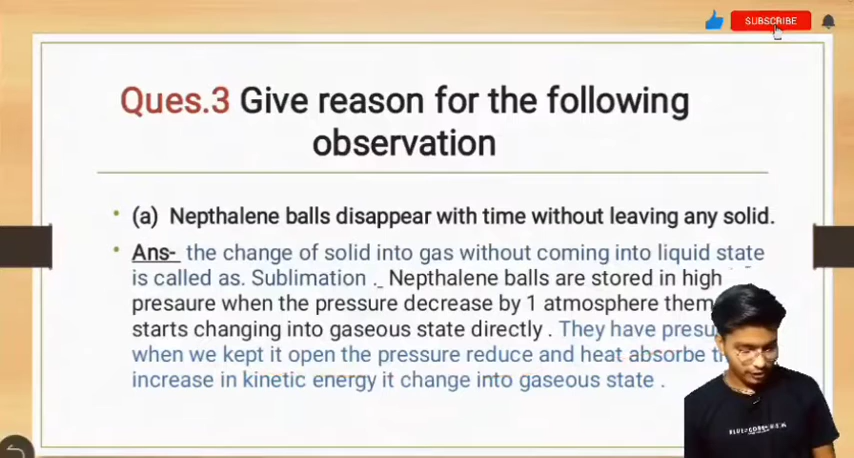 SUBSCRIBE
Ques.3 Give reason for the following
observation
(a) Nepthalene balls disappear with time without leaving any solid.
Ans- the change of solid into gas without coming into liquid state
is called as. Sublimation ._ Nepthalene balls are stored in high
presaure when the pressure decrease by 1 atmosphere them
starts changing into gaseous state directly . They have
when we kept it open the pressure reduce and heat absorbe
increase in kinetic energy it change into gaseous state .